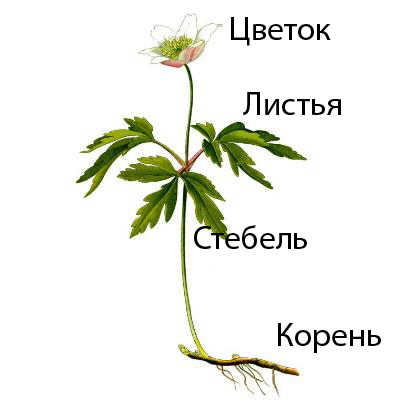 Цветок
Листья
Стебель
Корень